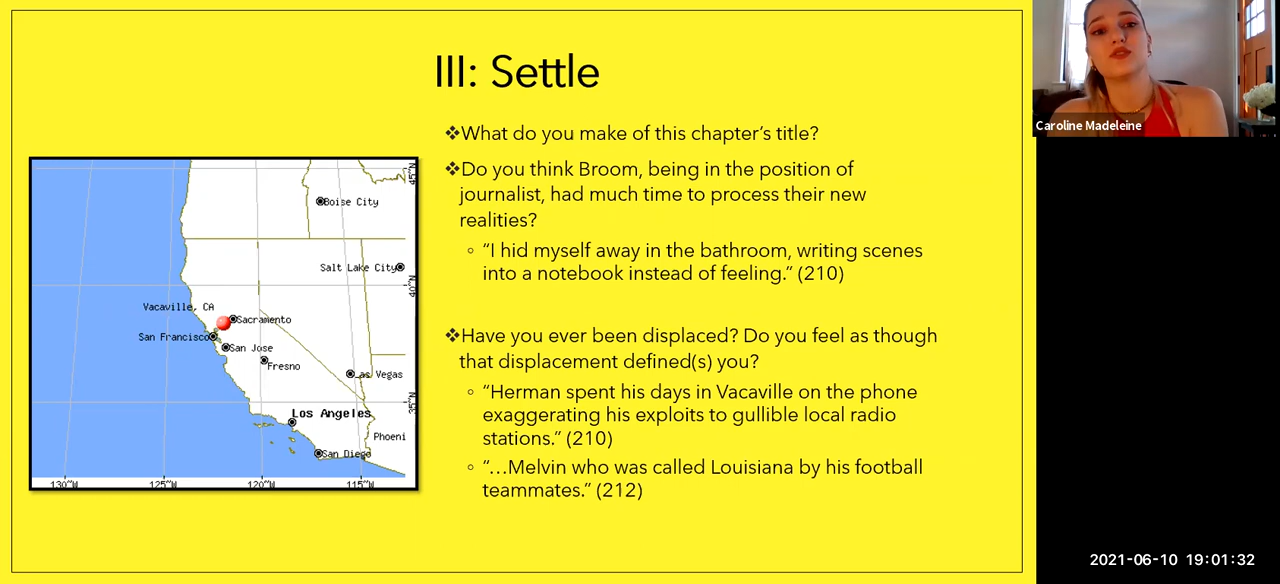 III: Settle
❖What do you make of this chapter's title?
❖Do you think Broom, being in the position of
journalist, had much time to process their new
realities?
◦ “I hid myself away in the bathroom, writing scenes
into a notebook instead of feeling.” (210)
❖Have you ever been displaced? Do you feel as though
that displacement defined(s) you?
◦ “Herman spent his days in Vacaville on the phone
exaggerating his exploits to gullible local radio
stations.” (210)
◦ “…Melvin who was called Louisiana by his football
teammates.” (212)
45°N
Boise City
Salt Lake City
40°N
Vacaville, CA
Sacramento
San Francisco
San Jose
Fresno
Las Vegas
35°N
Los Angeles
Phoeni
San Diego
130°W
125°W
120°W
115°W
Caroline Madeleine
2021-06-10 19:01:32